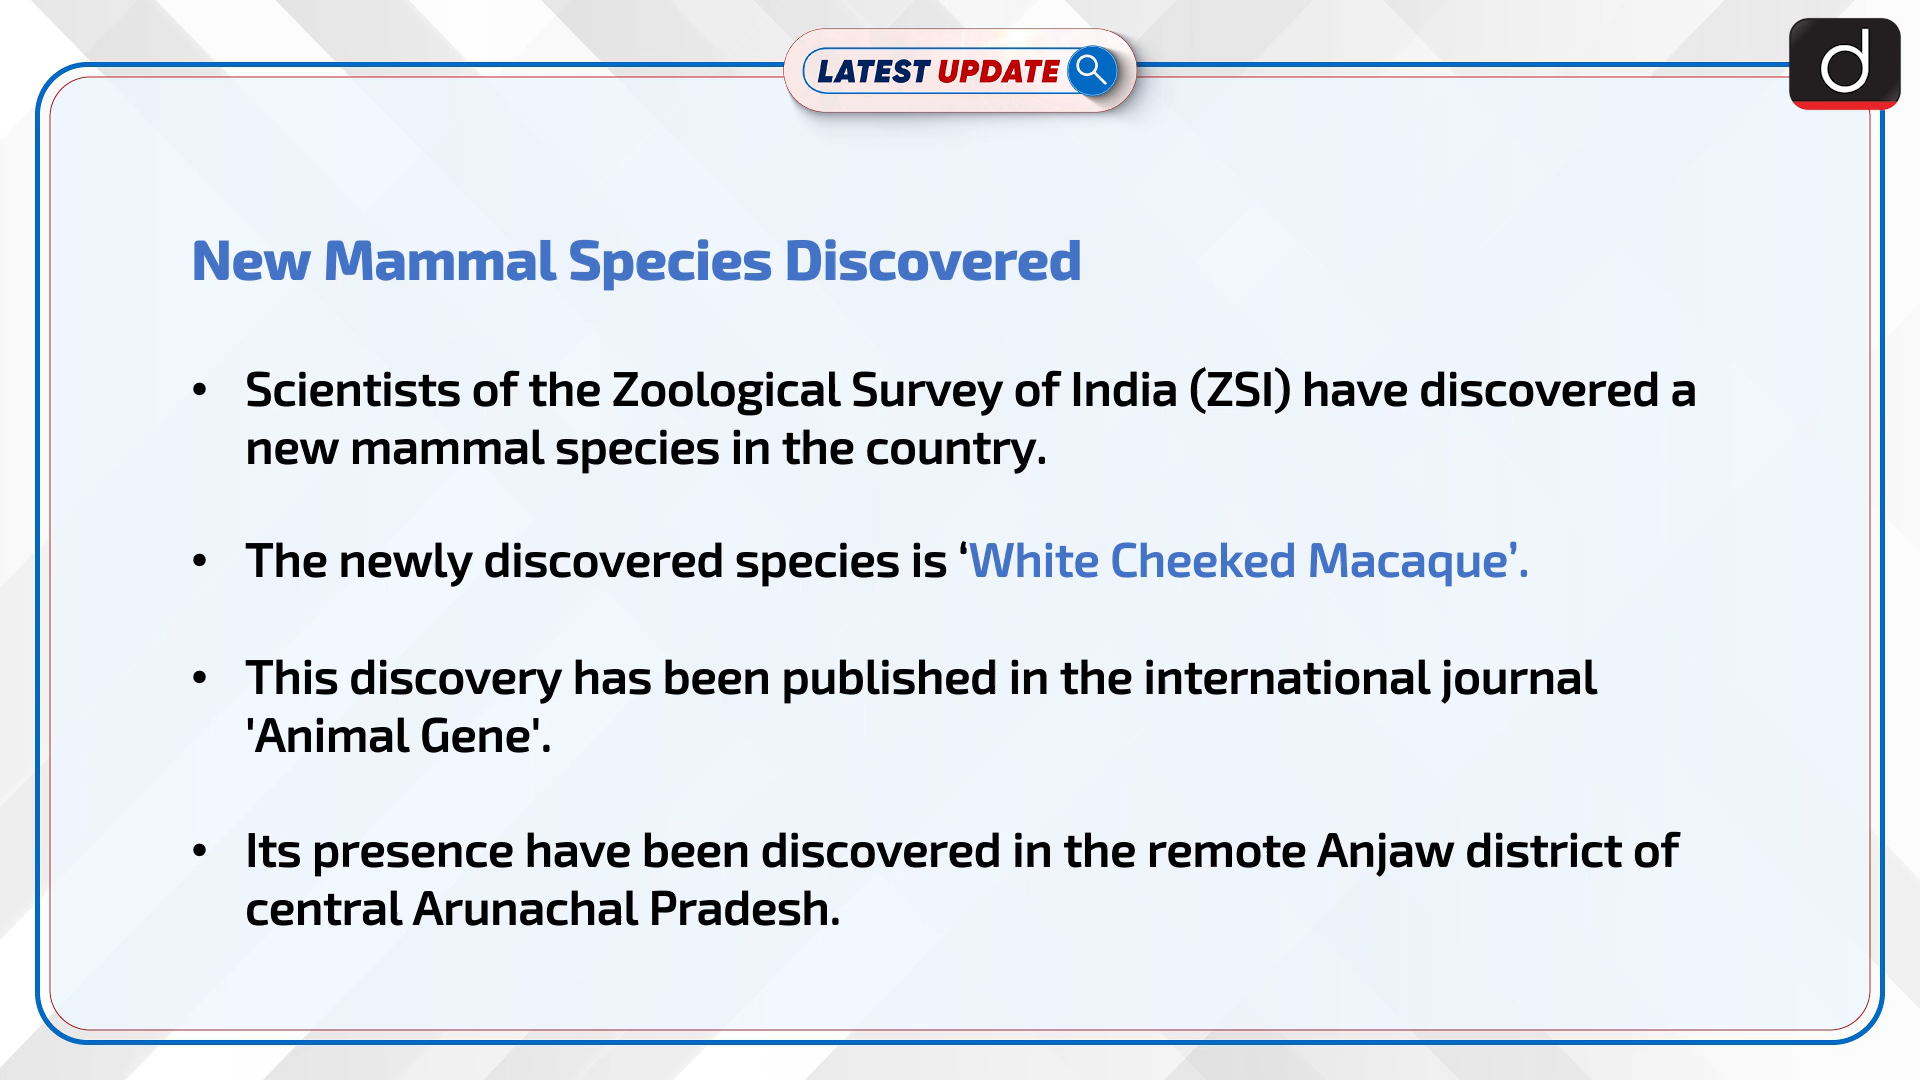 LATEST UPDATE
d
New Mammal Species Discovered
• Scientists of the Zoological Survey of India (ZSI) have discovered a
new mammal species in the country.
• The newly discovered species is ‘White Cheeked Macaque’.
• This discovery has been published in the international journal
'Animal Gene'.
• Its presence have been discovered in the remote Anjaw district of
central Arunachal Pradesh.